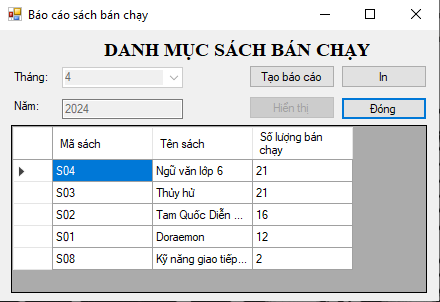 Báo cáo sách bán chạy
DANH MỤC SÁCH BÁN CHẠY
Tháng: 4 Tạo báo cáo In
Năm: 2024 Hiển thị Đóng
Mã sách Tên sách Số lượng bán chạy
S04 Ngữ văn lớp 6 21
S03 Thủy hử 21
S02 Tam Quốc Diễn ... 16
S01 Doraemon 12
S08 Kỹ năng giao tiếp... 2